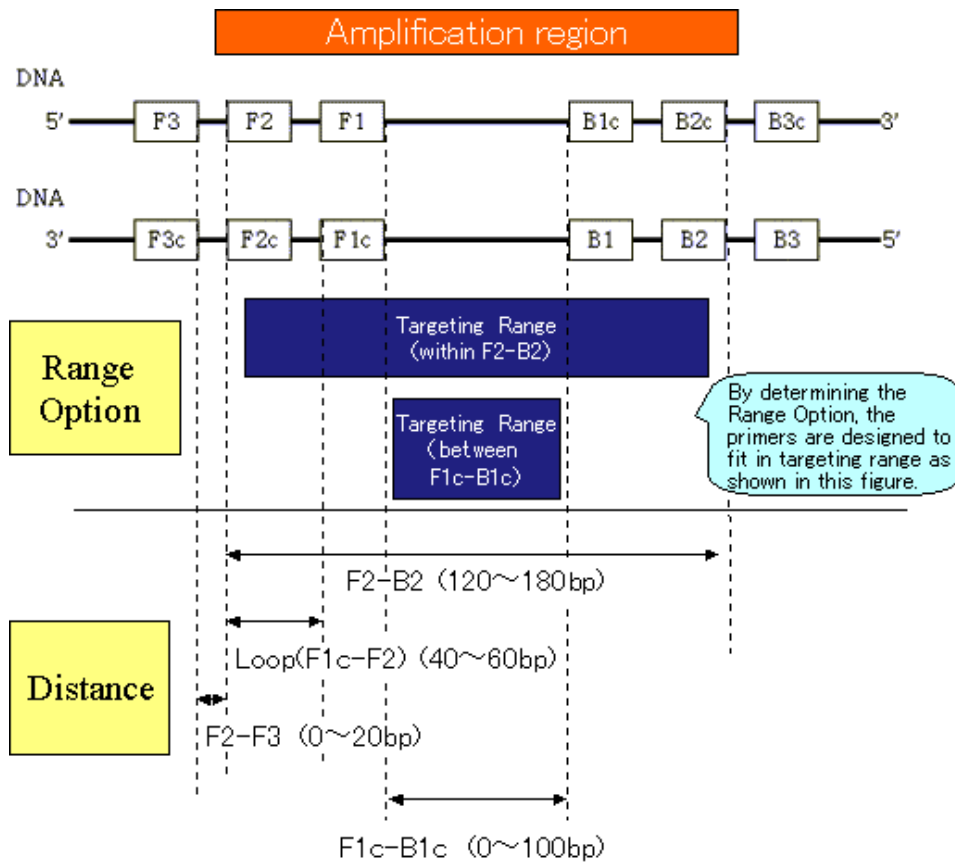 Amplification region
DNA
5' F3 F2 F1 B1c B2c B3c 3'
DNA
3' F3c F2c F1c B1 B2 B3 5'
Range
Option
Targeting Range
(within F2-B2)
Targeting Range
(between
F1c-B1c)
By determining the
Range Option, the
primers are designed to
fit in targeting range as
shown in this figure.
F2-B2 (120～180bp)
Distance
Loop(F1c-F2) (40～60bp)
F2-F3 (0～20bp)
F1c-B1c (0～100bp)